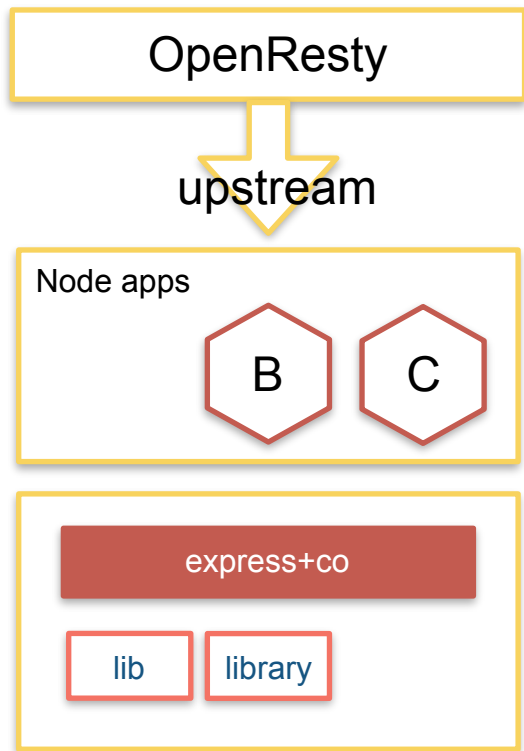 OpenResty
upstream
Node apps
B
C
express+co
lib
library